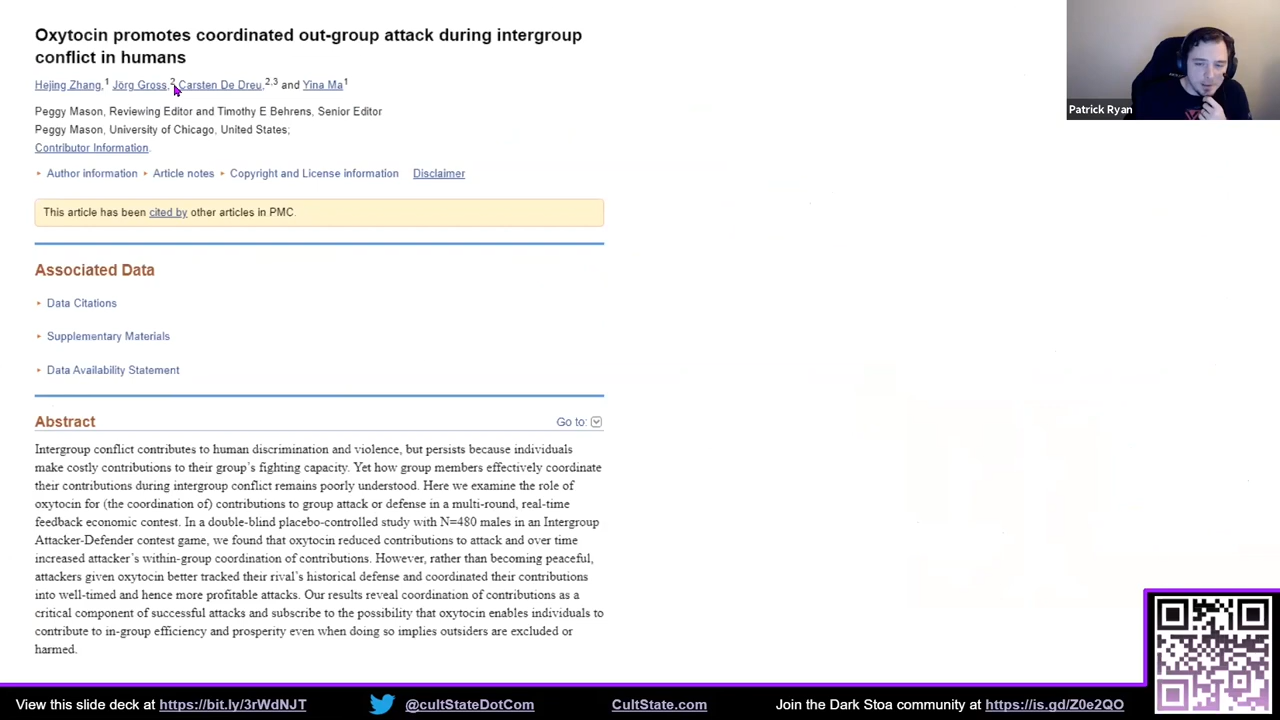 Oxytocin promotes coordinated out-group attack during intergroup
conflict in humans
Hejing Zhang,1 Jörg Gross,2 Carsten De Dreu,2,3 and Yina Ma1
Peggy Mason, Reviewing Editor and Timothy E Behrens, Senior Editor
Peggy Mason, University of Chicago, United States;
Contributor Information.
Author information Article notes Copyright and License information Disclaimer
This article has been cited by other articles in PMC.
Associated Data
Data Citations
Supplementary Materials
Data Availability Statement
Abstract
Go to:
Intergroup conflict contributes to human discrimination and violence, but persists because individuals
make costly contributions to their group's fighting capacity. Yet how group members effectively coordinate
their contributions during intergroup conflict remains poorly understood. Here we examine the role of
oxytocin for (the coordination of) contributions to group attack or defense in a multi-round, real-time
feedback economic contest. In a double-blind placebo-controlled study with N=480 males in an Intergroup
Attacker-Defender contest game, we found that oxytocin reduced contributions to attack and over time
increased attacker's within-group coordination of contributions. However, rather than becoming peaceful,
attackers given oxytocin better tracked their rival's historical defense and coordinated their contributions
into well-timed and hence more profitable attacks. Our results reveal coordination of contributions as a
critical component of successful attacks and subscribe to the possibility that oxytocin enables individuals to
contribute to in-group efficiency and prosperity even when doing so implies outsiders are excluded or
harmed.
Patrick Ryan
View this slide deck at https://bit.ly/3rWdNJT
@cultStateDotCom
CultState.com
Join the Dark Stoa community at https://is.gd/Z0e2QO